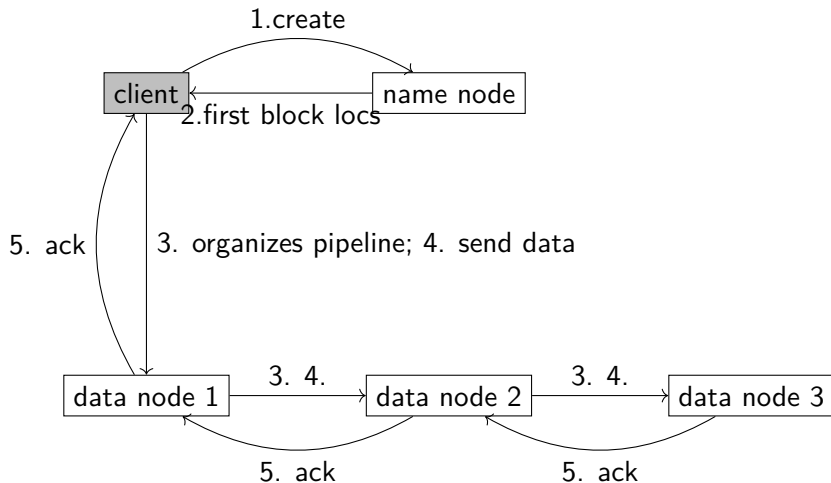 1.create
client
name node
2.first block locs
5. ack
3. organizes pipeline; 4. send data
data node 1
3. 4.
data node 2
3. 4.
data node 3
5. ack
5. ack